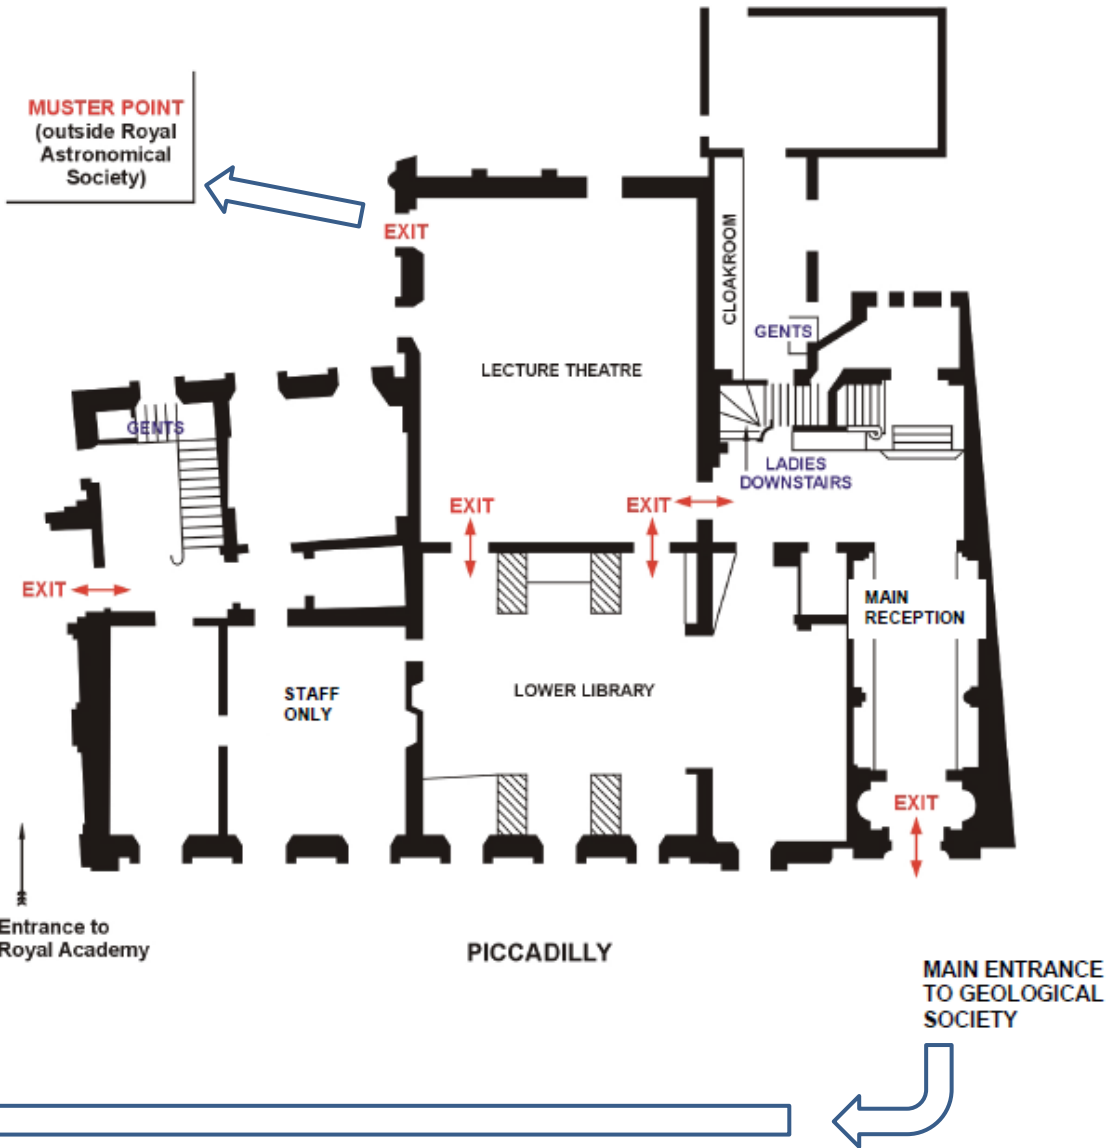 MUSTER POINT
(outside Royal
Astronomical
Society)
EXIT
CLOAKROOM
GENTS
LECTURE THEATRE
GENTS
LADIES
DOWNSTAIRS
EXIT
EXIT
EXIT
MAIN
RECEPTION
STAFF
ONLY
LOWER LIBRARY
EXIT
Entrance to
Royal Academy
PICCADILLY
MAIN ENTRANCE
TO GEOLOGICAL
SOCIETY